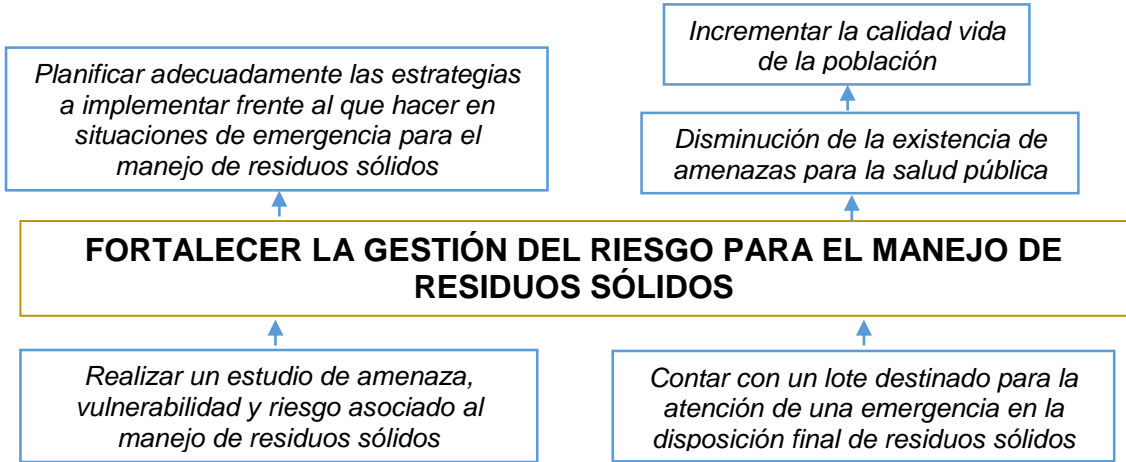 Incrementar la calidad vida
de la población
Planificar adecuadamente las estrategias
a implementar frente al que hacer en
situaciones de emergencia para el
manejo de residuos sólidos
Disminución de la existencia de
amenazas para la salud pública
FORTALECER LA GESTIÓN DEL RIESGO PARA EL MANEJO DE
RESIDUOS SÓLIDOS
Realizar un estudio de amenaza,
vulnerabilidad y riesgo asociado al
manejo de residuos sólidos
Contar con un lote destinado para la
atención de una emergencia en la
disposición final de residuos sólidos